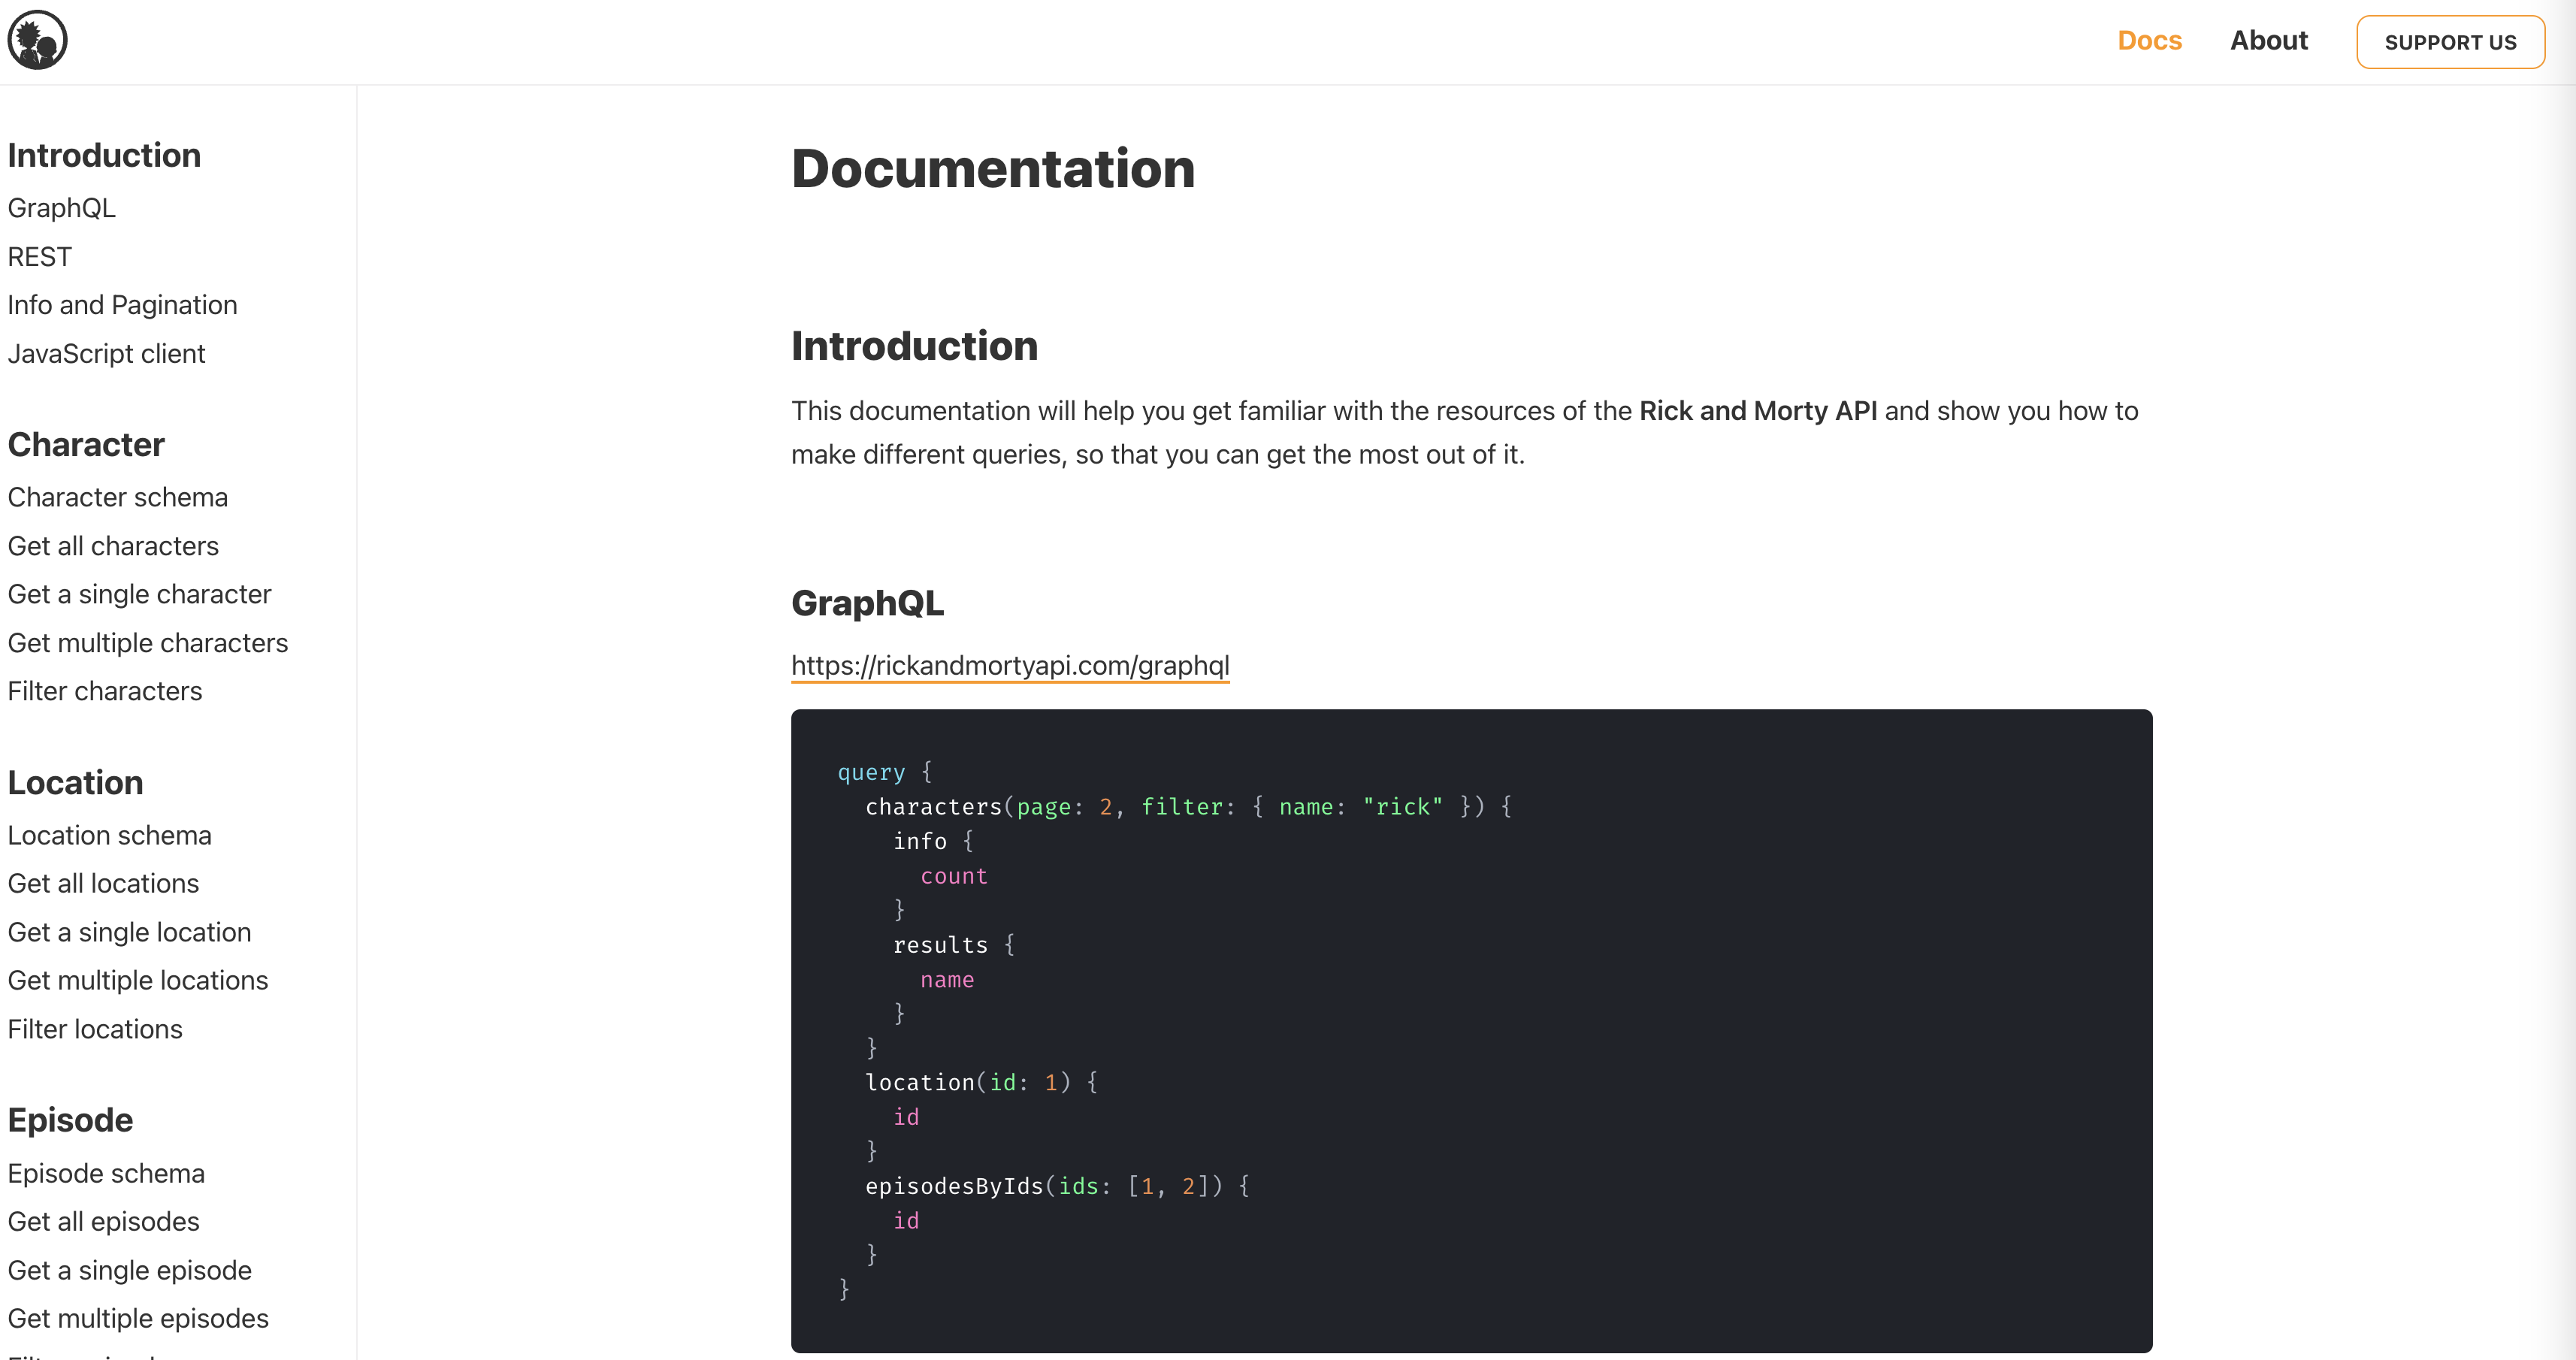 Docs
About
SUPPORT US
Introduction
GraphQL
REST
Info and Pagination
JavaScript client
Character
Character schema
Get all characters
Get a single character
Get multiple characters
Filter characters
Location
Location schema
Get all locations
Get a single location
Get multiple locations
Filter locations
Episode
Episode schema
Get all episodes
Get a single episode
Get multiple episodes
Documentation
Introduction
This documentation will help you get familiar with the resources of the Rick and Morty API and show you how to
make different queries, so that you can get the most out of it.
GraphQL
https://rickandmortyapi.com/graphql
query {
  characters(page: 2, filter: { name: "rick" }) {
    info {
      count
    }
    results {
      name
    }
  }
  location(id: 1) {
    id
  }
  episodesByIds(ids: [1, 2]) {
    id
  }
}